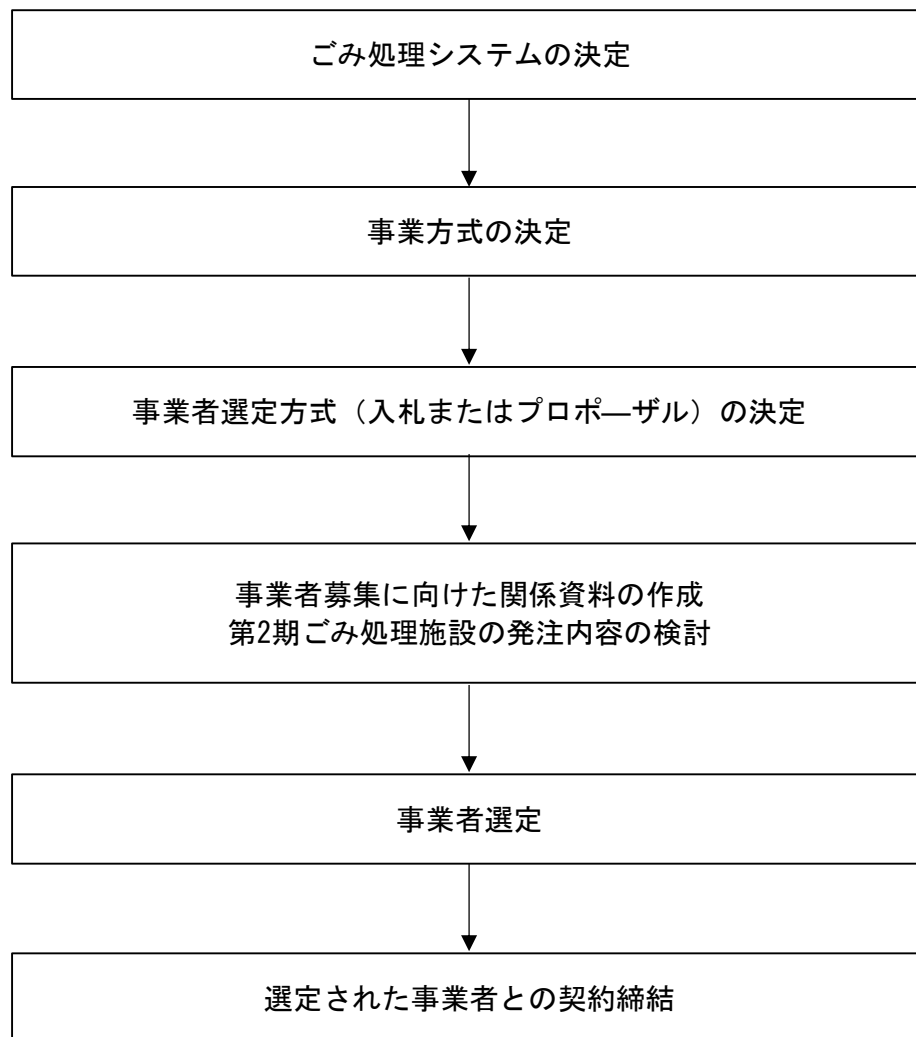 ごみ処理システムの決定
事業方式の決定
事業者選定方式（入札またはプロポ―ザル）の決定
事業者募集に向けた関係資料の作成
第2期ごみ処理施設の発注内容の検討
事業者選定
選定された事業者との契約締結